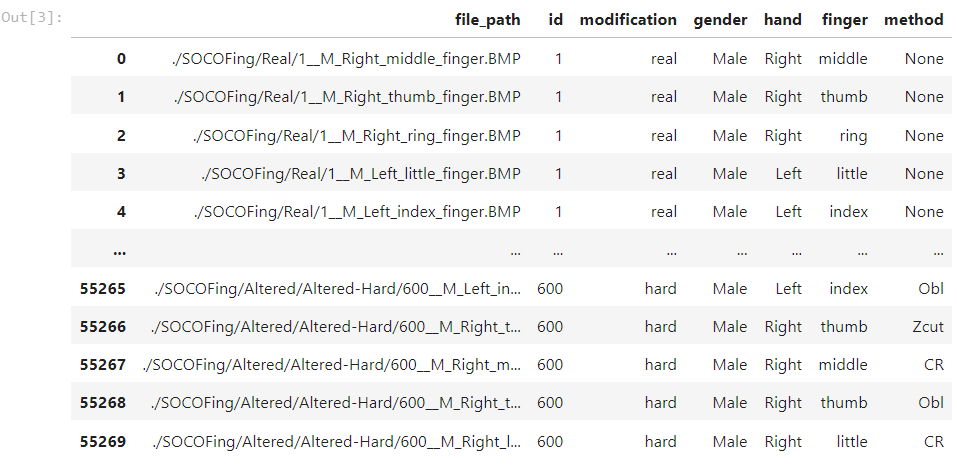 Out[3]:
file_path id modification gender hand finger method
0 ./SOCOFing/Real/1__M_Right_middle_finger.BMP 1 real Male Right middle None
1 ./SOCOFing/Real/1__M_Right_thumb_finger.BMP 1 real Male Right thumb None
2 ./SOCOFing/Real/1__M_Right_ring_finger.BMP 1 real Male Right ring None
3 ./SOCOFing/Real/1__M_Left_little_finger.BMP 1 real Male Left little None
4 ./SOCOFing/Real/1__M_Left_index_finger.BMP 1 real Male Left index None
... ... ... ... ... ... ... ...
55265 ./SOCOFing/Altered/Altered-Hard/600__M_Left_in... 600 hard Male Left index Obl
55266 ./SOCOFing/Altered/Altered-Hard/600__M_Right_t... 600 hard Male Right thumb Zcut
55267 ./SOCOFing/Altered/Altered-Hard/600__M_Right_m... 600 hard Male Right middle CR
55268 ./SOCOFing/Altered/Altered-Hard/600__M_Right_t... 600 hard Male Right thumb Obl
55269 ./SOCOFing/Altered/Altered-Hard/600__M_Right_l... 600 hard Male Right little CR